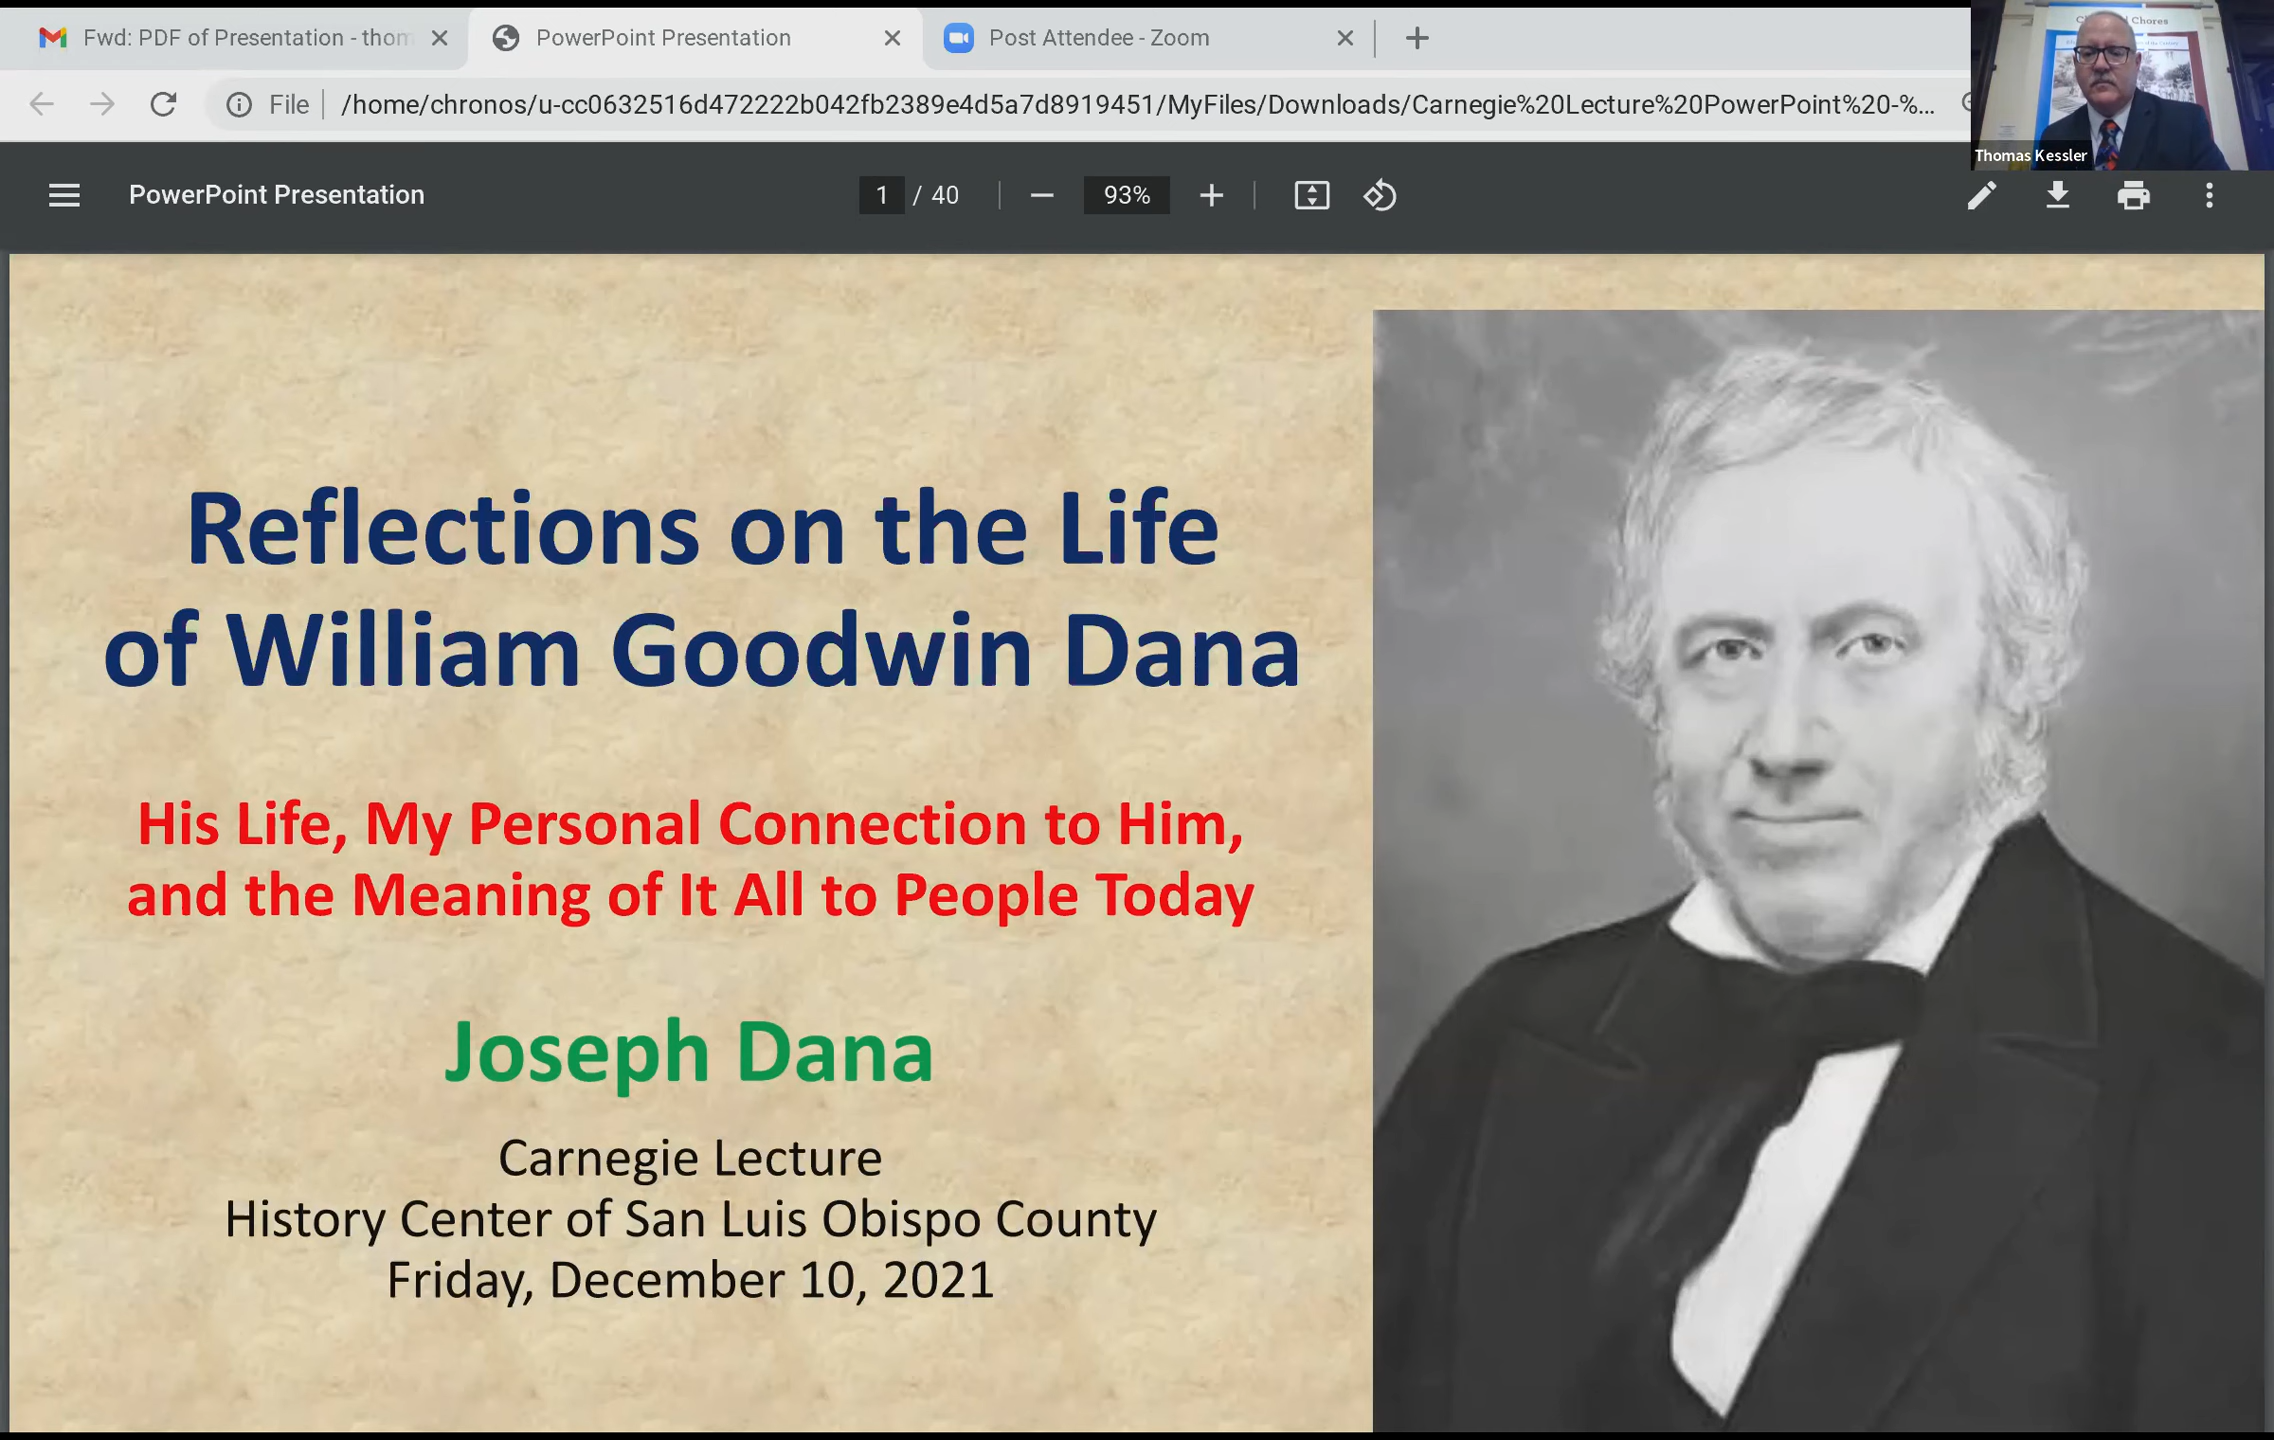 Fwd: PDF of Presentation - thom
PowerPoint Presentation
Post Attendee - Zoom
File
/home/chronos/u-cc0632516d472222b042fb2389e4d5a7d8919451/MyFiles/Downloads/Carnegie%20Lecture%20PowerPoint%20-%...
Chores
Thomas Kessler
PowerPoint Presentation
1 / 40
93%
Reflections on the Life
of William Goodwin Dana
His Life, My Personal Connection to Him,
and the Meaning of It All to People Today
Joseph Dana
Carnegie Lecture
History Center of San Luis Obispo County
Friday, December 10, 2021